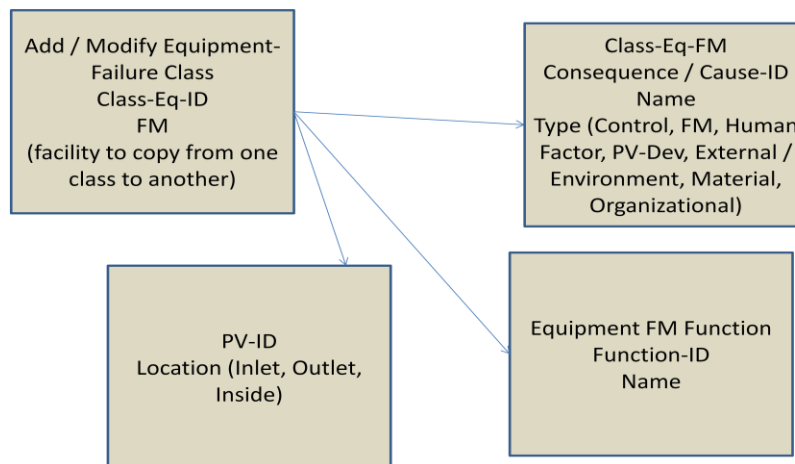 Add / Modify Equipment-
Failure Class
Class-Eq-ID
FM
(facility to copy from one
class to another)
Class-Eq-FM
Consequence / Cause-ID
Name
Type (Control, FM, Human
Factor, PV-Dev, External /
Environment, Material,
Organizational)
PV-ID
Location (Inlet, Outlet,
Inside)
Equipment FM Function
Function-ID
Name